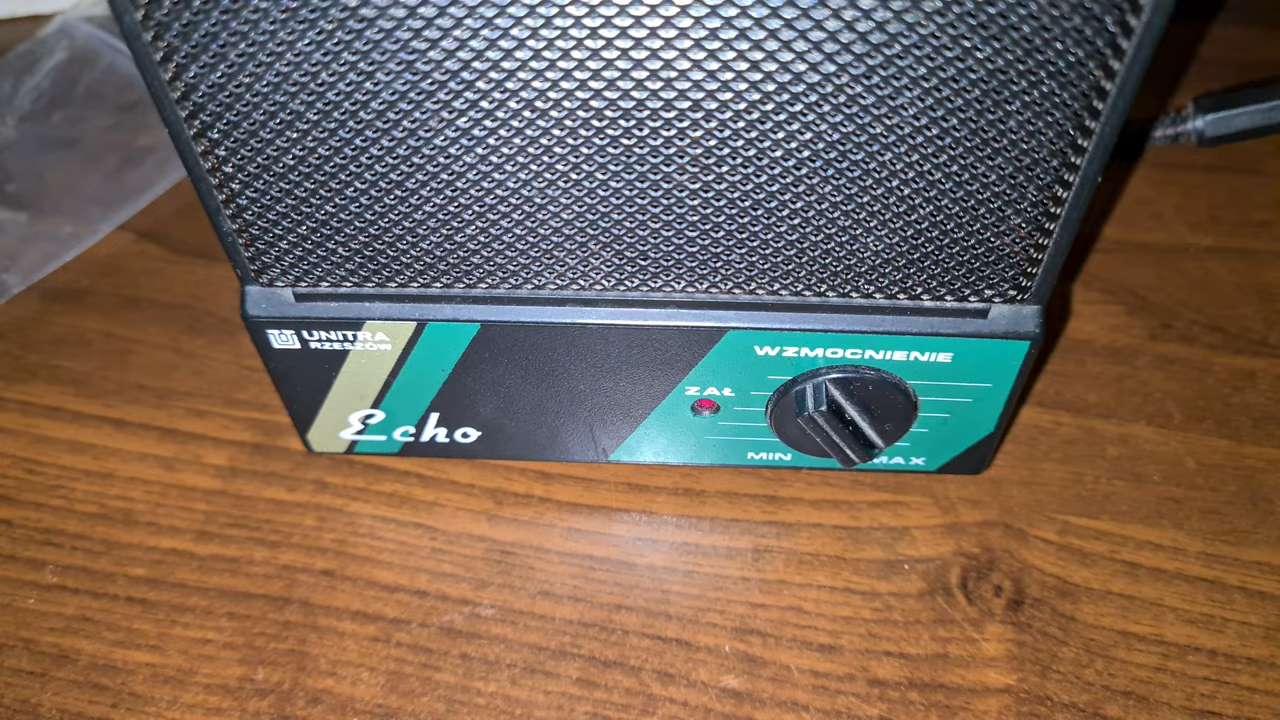 UNITRA
RZESZÓW
Echo
WZMOCNIENIE
ZAŁ
MIN
MAX